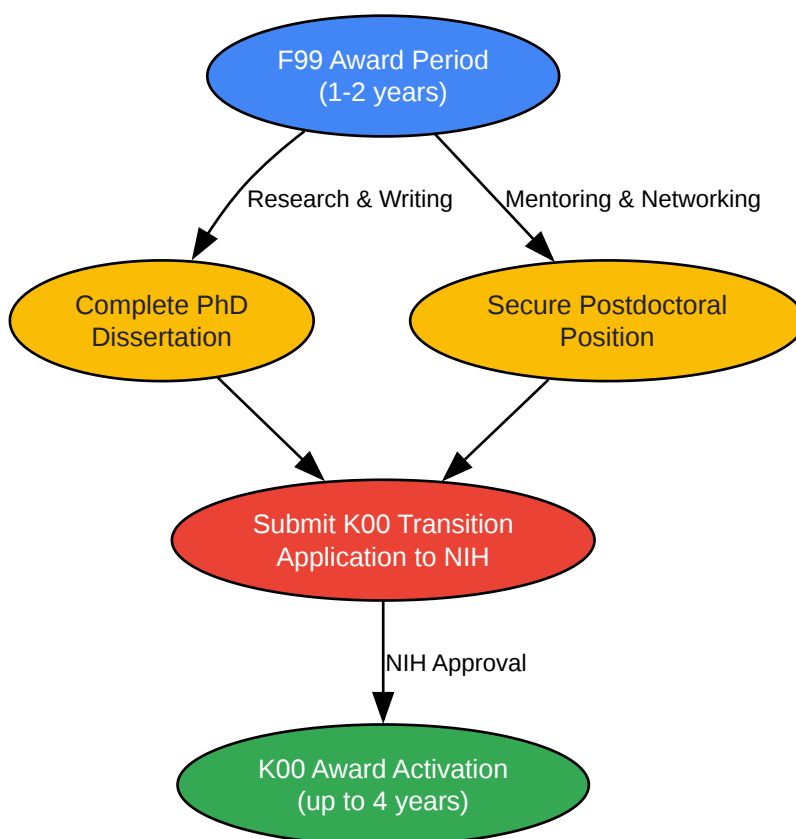 F99 Award Period
(1-2 years)
Research & Writing
Mentoring & Networking
Complete PhD
Dissertation
Secure Postdoctoral
Position
Submit K00 Transition
Application to NIH
NIH Approval
K00 Award Activation
(up to 4 years)